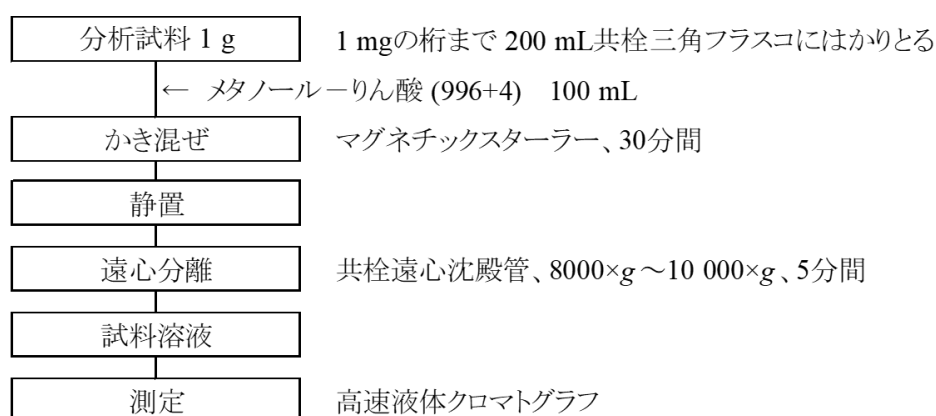 分析試料 1 g 1 mgの桁まで 200 mL共栓三角フラスコにはかりとる
← メタノール－りん酸 (996+4) 100 mL
かき混ぜ マグネチックスターラー、30分間
静置
遠心分離 共栓遠心沈殿管、8000×g～10 000×g、5分間
試料溶液
測定 高速液体クロマトグラフ